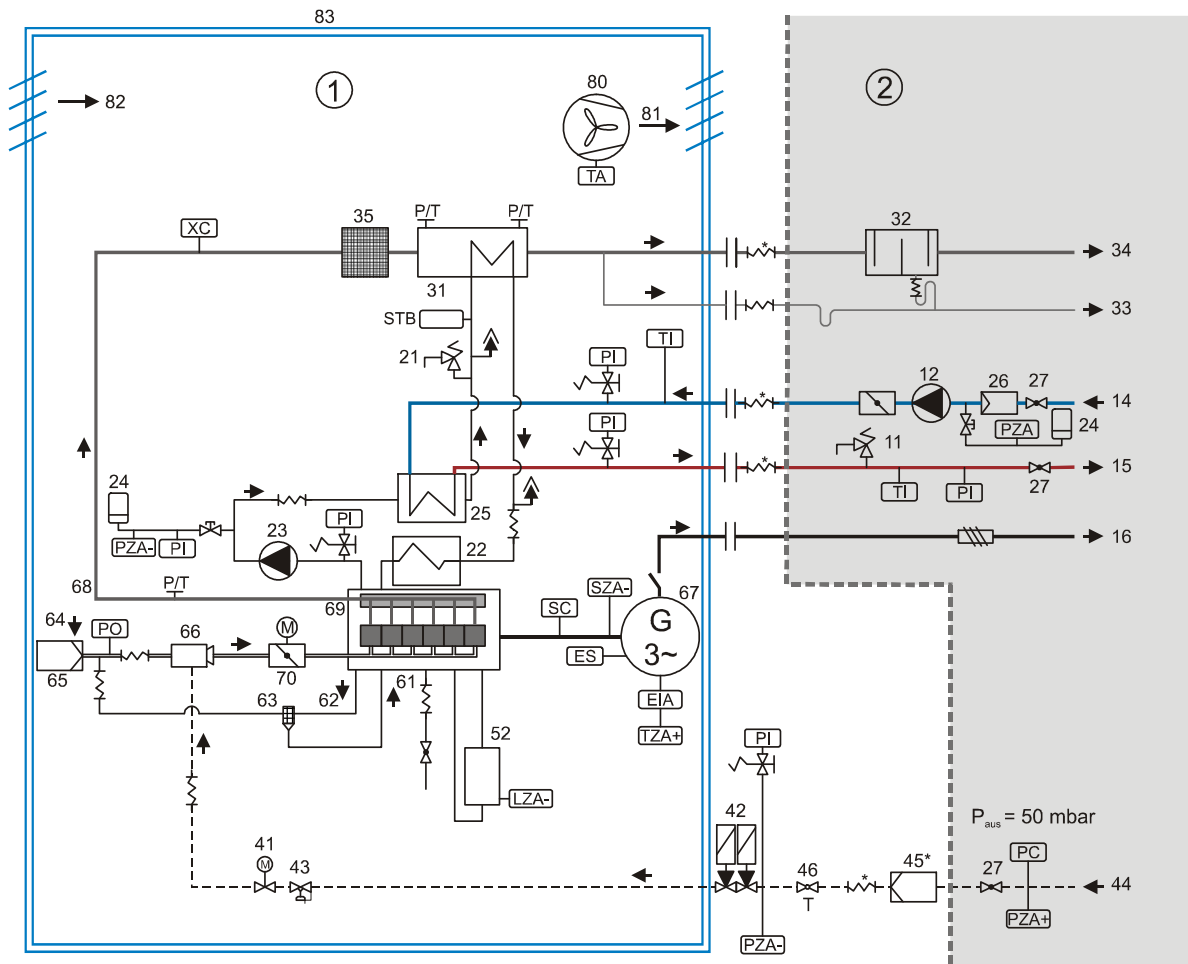 83
1
80
2
82
81
TA
XC
35
P/T
P/T
32
*
34
31
STB
33
21
PI
TI
12
26
27
*
14
PI
PZA
24
11
24
*
15
25
TI
PI
27
23
PI
PZA-
PI
22
16
68
P/T
69
SZA-
67
64
PO
66
M
SC
G
3~
ES
65
70
61
62
63
EIA
52
TZA+
PI
LZA-
42
Paus = 50 mbar
41
M
43
46
*
45*
27
PC
44
T
PZA-
PZA+